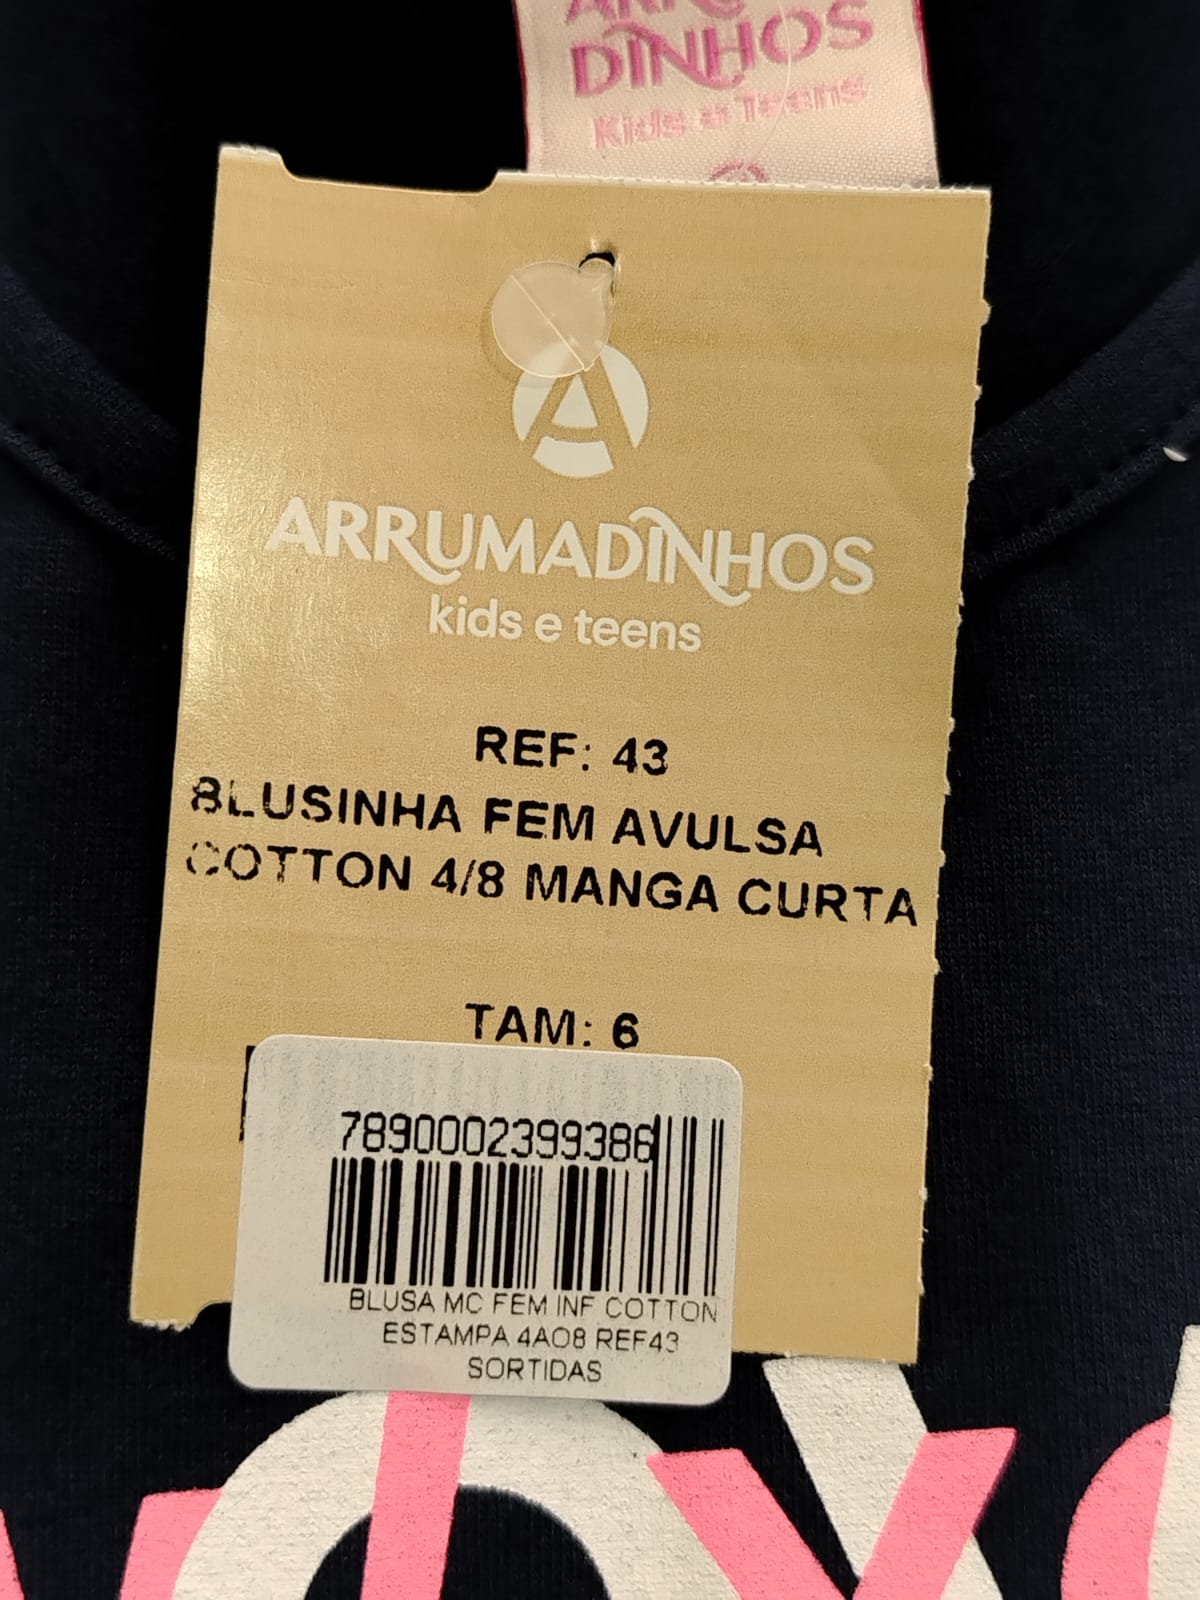 DINHOS
Kids e Teens
ARRUMADINHOS
kids e teens
REF: 43
BLUSINHA FEM AVULSA
COTTON 4/8 MANGA CURTA
TAM: 6
7890002399386
BLUSA MC FEM INF COTTON
ESTAMPA 4A08 REF43
SORTIDAS